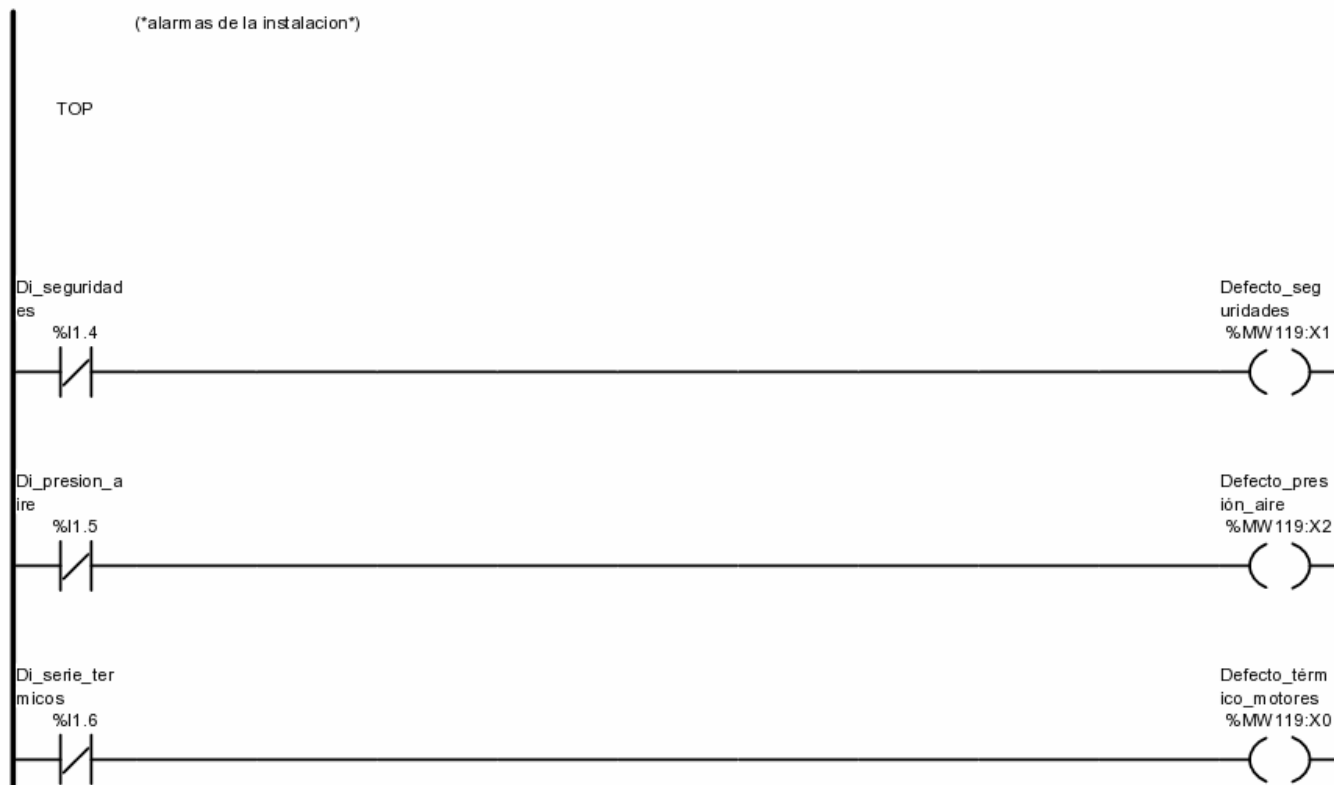 (*alarmas de la instalacion*)
TOP
Di_seguridad
es
%I1.4
Defecto_seg
uridades
%MW119:X1
Di_presion_a
ire
%I1.5
Defecto_pres
ión_aire
%MW119:X2
Di_serie_ter
micos
%I1.6
Defecto_térm
ico_motores
%MW119:X0